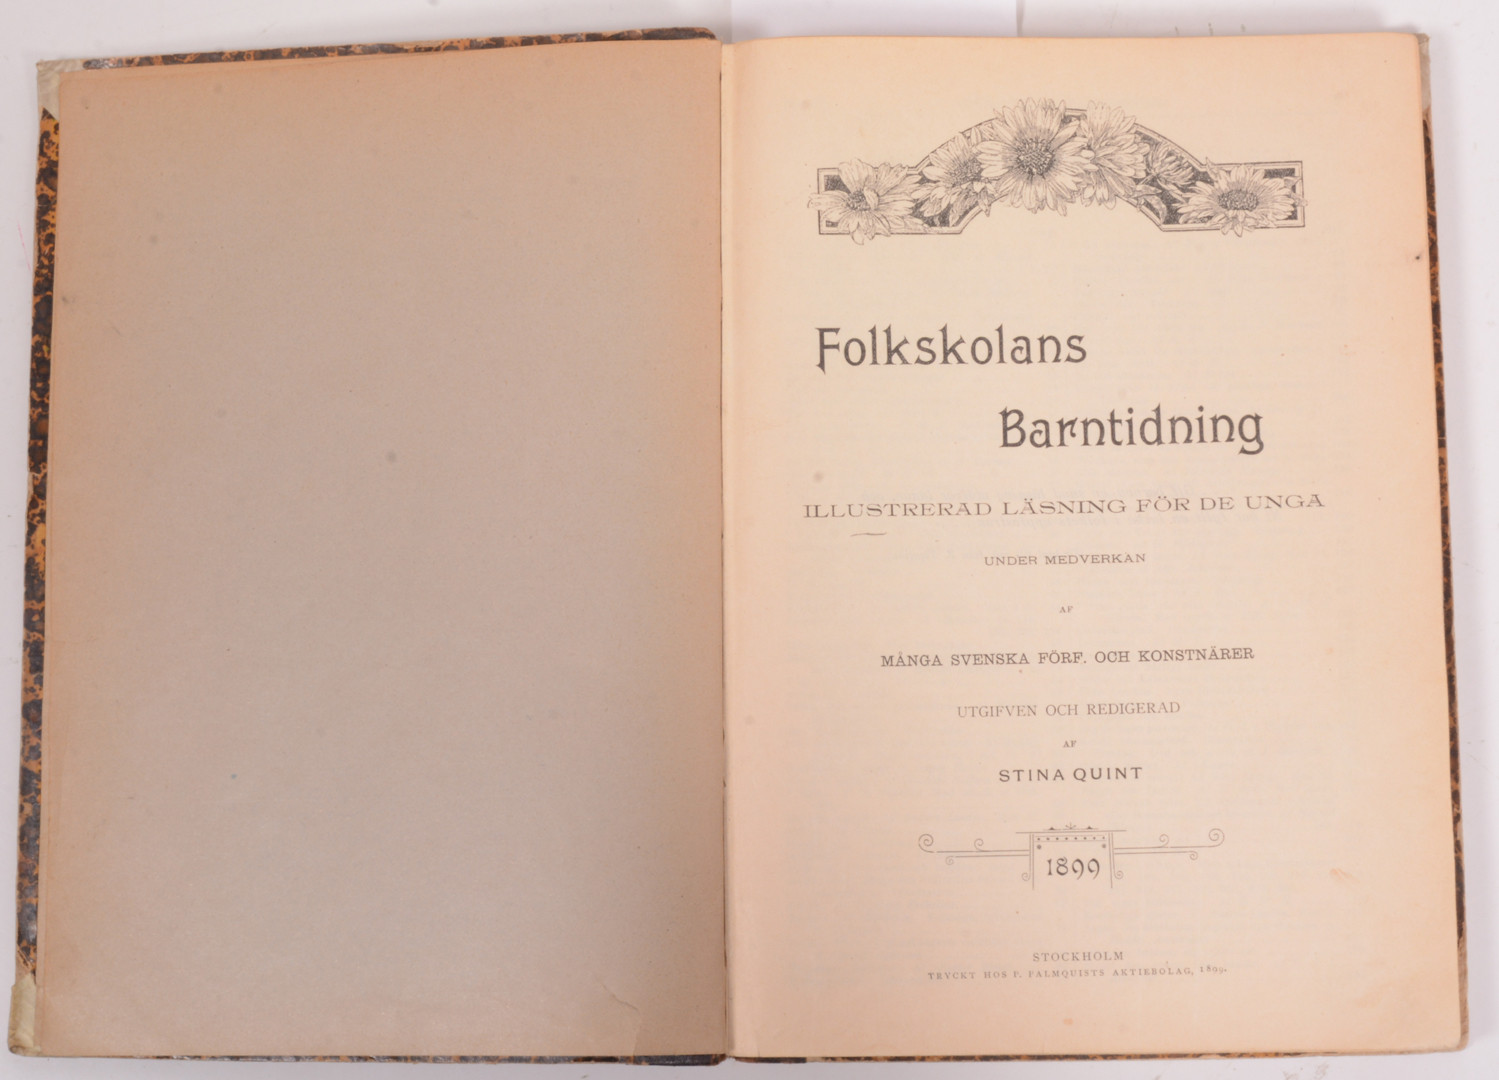 Folkskolans
Barntidning
ILLUSTRERAD LÄSNING FÖR DE UNGA
UNDER MEDVERKAN
AF
MÅNGA SVENSKA FÖRF. OCH KONSTNÄRER
UTGIFVEN OCH REDIGERAD
AF
STINA QUINT
1899
STOCKHOLM
TRYCKT HOS P. PALMQUISTS AKTIEBOLAG, 1899.